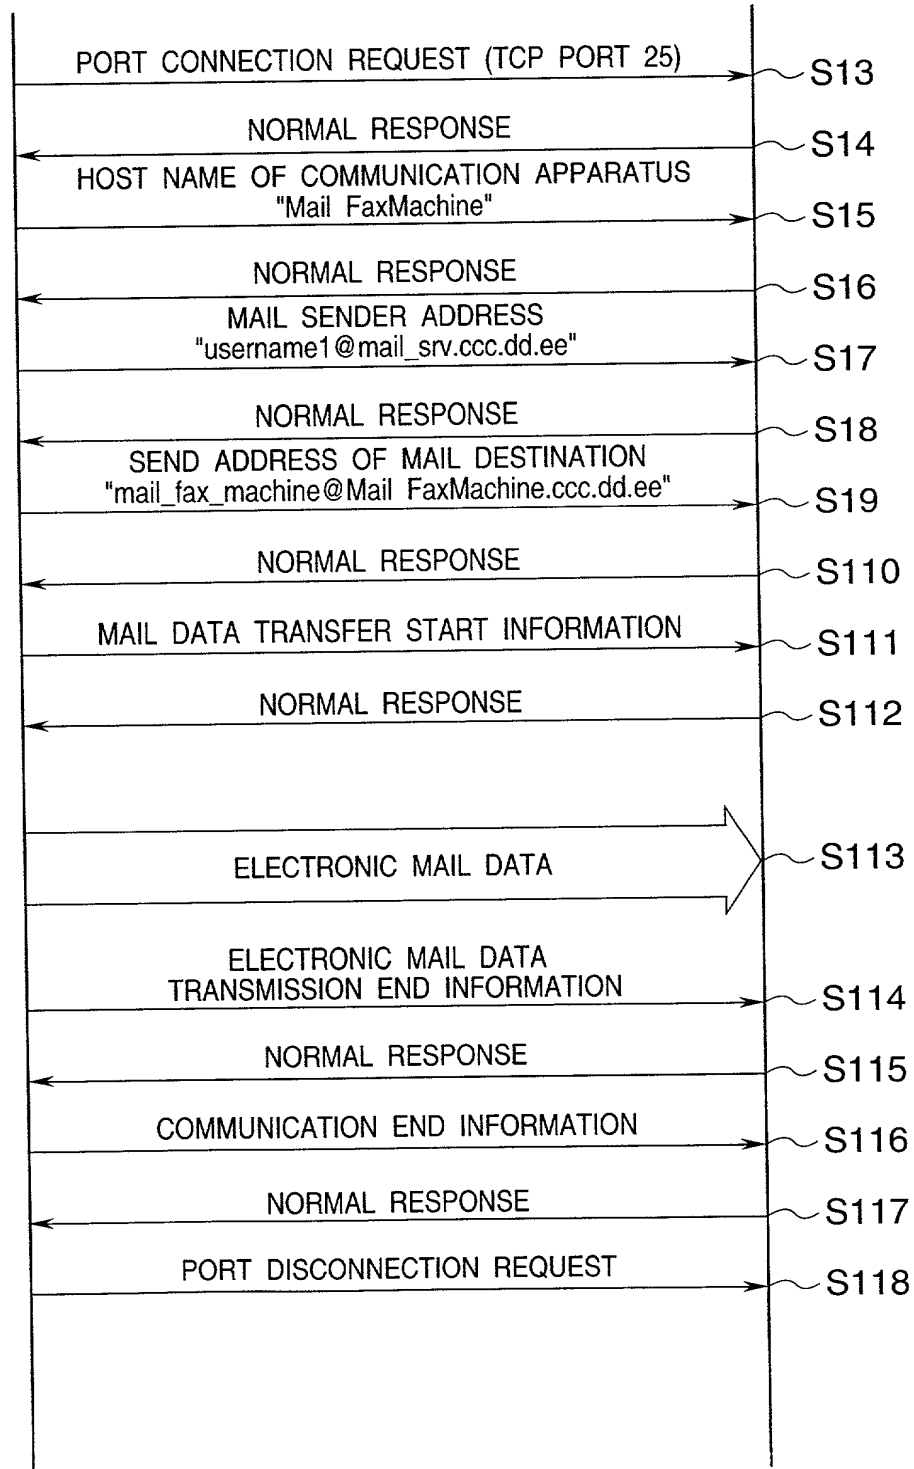 PORT CONNECTION REQUEST (TCP PORT 25)
S13
NORMAL RESPONSE
S14
HOST NAME OF COMMUNICATION APPARATUS
"Mail FaxMachine"
S15
NORMAL RESPONSE
S16
MAIL SENDER ADDRESS
"username1@mail_srv.ccc.dd.ee"
S17
NORMAL RESPONSE
S18
SEND ADDRESS OF MAIL DESTINATION
"mail_fax_machine@Mail FaxMachine.ccc.dd.ee"
S19
NORMAL RESPONSE
S110
MAIL DATA TRANSFER START INFORMATION
S111
NORMAL RESPONSE
S112
ELECTRONIC MAIL DATA
S113
ELECTRONIC MAIL DATA
TRANSMISSION END INFORMATION
S114
NORMAL RESPONSE
S115
COMMUNICATION END INFORMATION
S116
NORMAL RESPONSE
S117
PORT DISCONNECTION REQUEST
S118